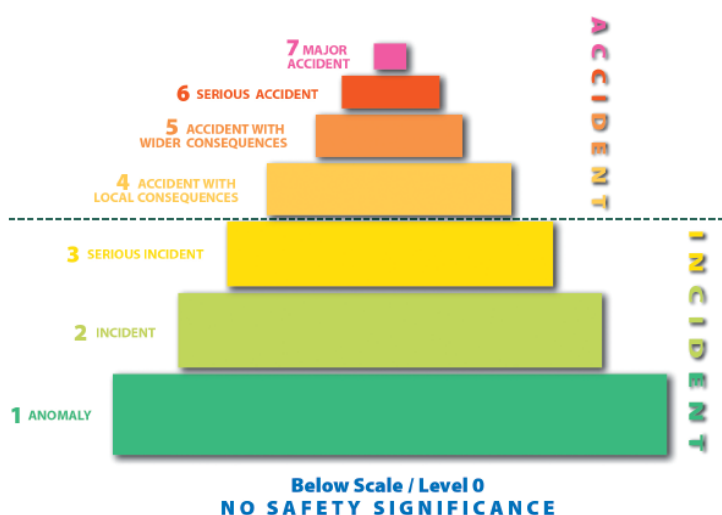 7 MAJOR
ACCIDENT
6 SERIOUS ACCIDENT
5 ACCIDENT WITH
WIDER CONSEQUENCES
4 ACCIDENT WITH
LOCAL CONSEQUENCES
ACCIDENT
3 SERIOUS INCIDENT
2 INCIDENT
1 ANOMALY
INCIDENT
Below Scale / Level 0
NO SAFETY SIGNIFICANCE